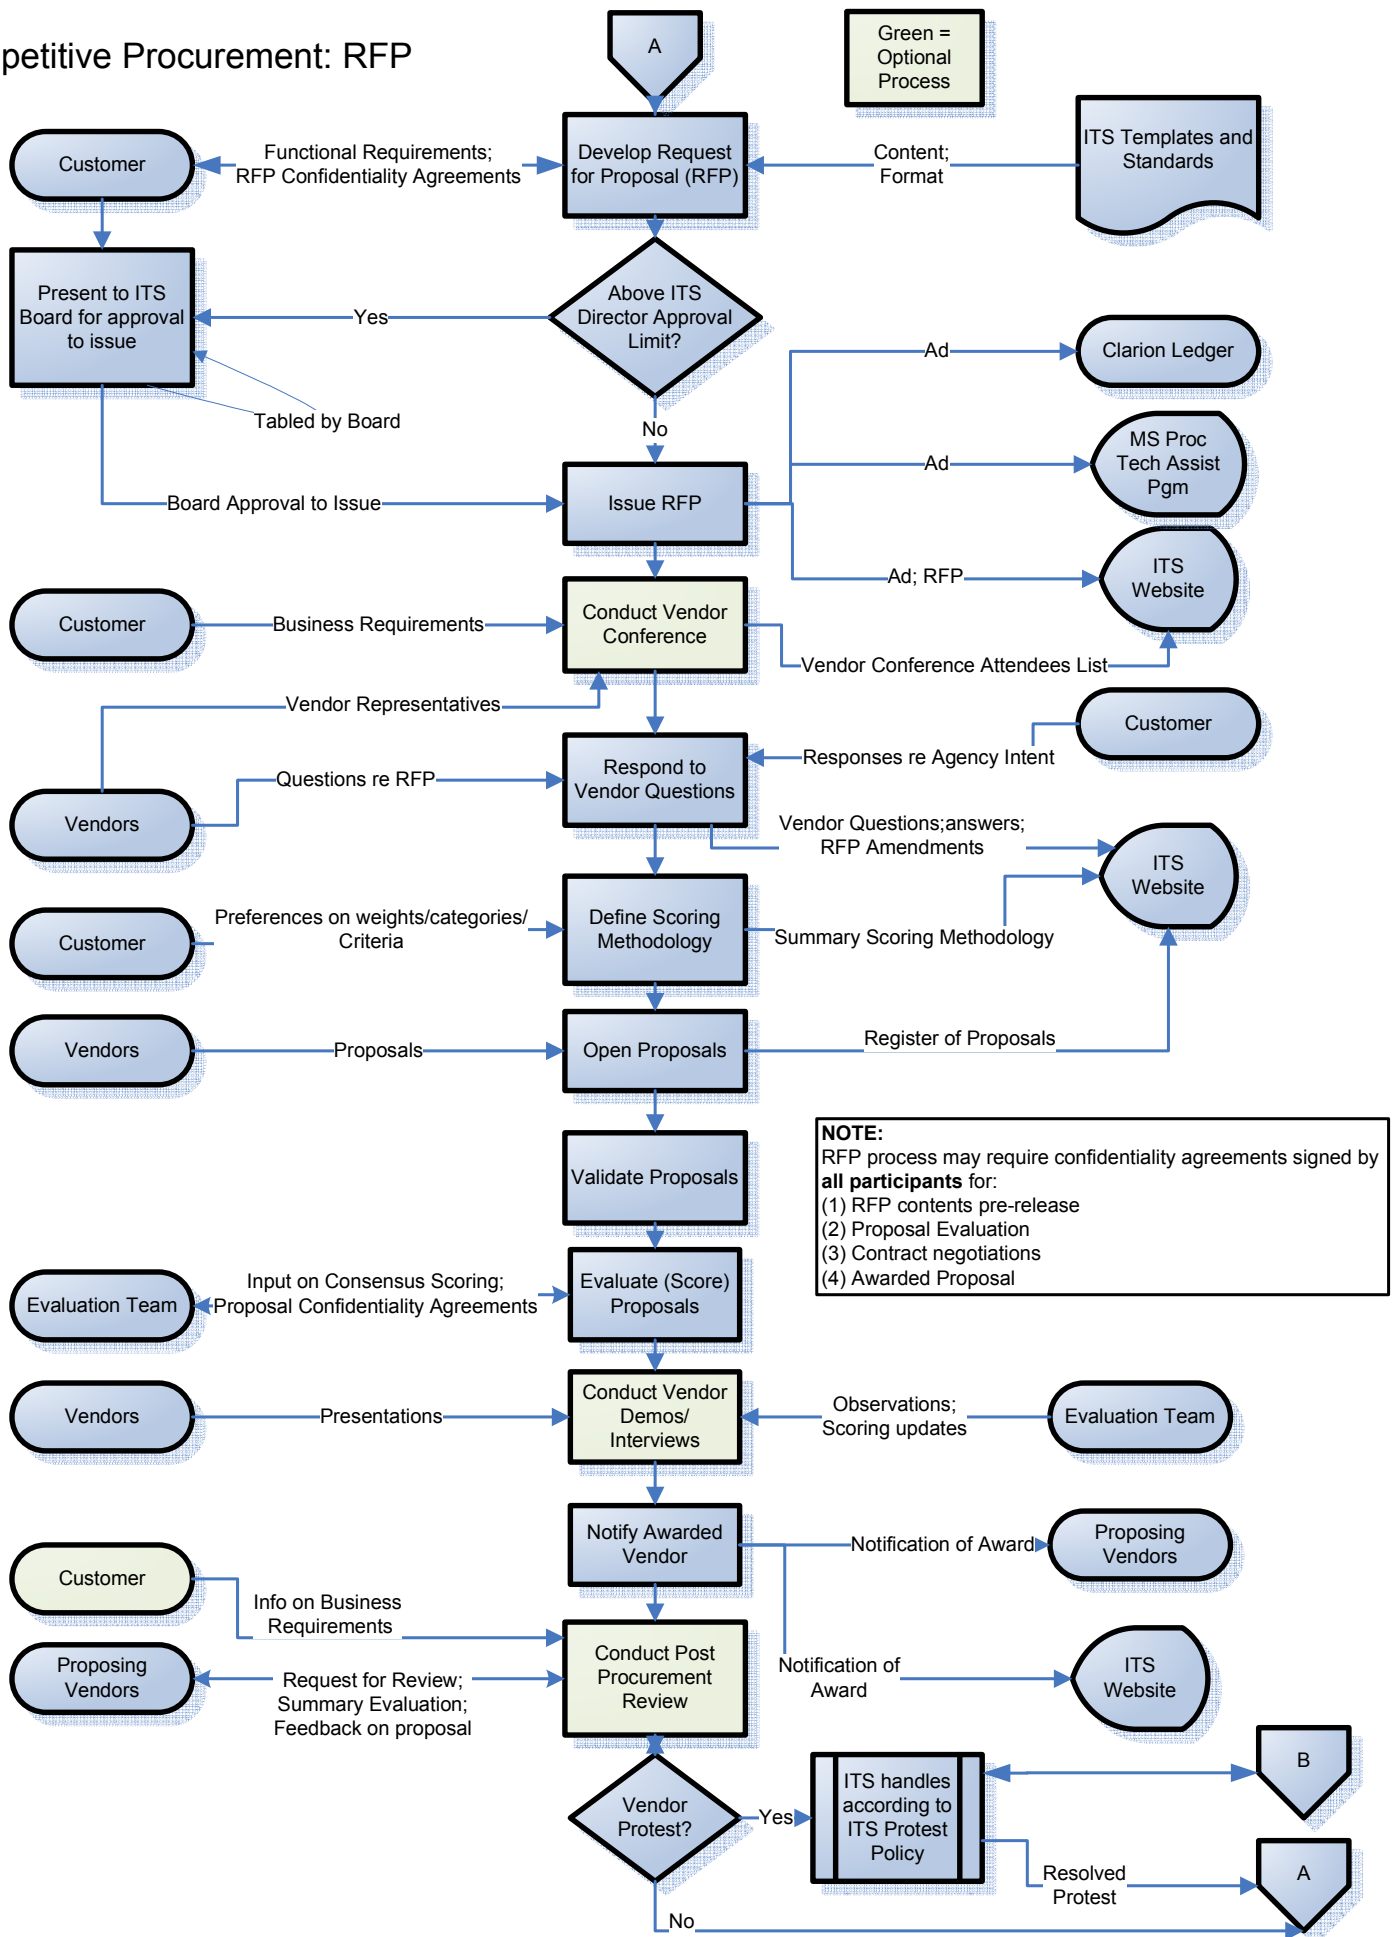 petitive Procurement: RFP
A
Green =
Optional
Process
Customer
Functional Requirements;
RFP Confidentiality Agreements
Develop Request
for Proposal (RFP)
Content;
Format
ITS Templates and
Standards
Present to ITS
Board for approval
to issue
Yes
Above ITS
Director Approval
Limit?
Ad
Clarion Ledger
Tabled by Board
No
Ad
MS Proc
Tech Assist
Pgm
Board Approval to Issue
Issue RFP
Ad; RFP
ITS
Website
Customer
Business Requirements
Conduct Vendor
Conference
Vendor Conference Attendees List
Vendor Representatives
Customer
Responses re Agency Intent
Questions re RFP
Respond to
Vendor Questions
Vendors
Vendor Questions;answers;
RFP Amendments
ITS
Website
Customer
Preferences on weights/categories/
Criteria
Define Scoring
Methodology
Summary Scoring Methodology
Vendors
Proposals
Open Proposals
Register of Proposals
NOTE:
RFP process may require confidentiality agreements signed by
all participants for:
(1) RFP contents pre-release
(2) Proposal Evaluation
(3) Contract negotiations
(4) Awarded Proposal
Validate Proposals
Evaluation Team
Input on Consensus Scoring;
Proposal Confidentiality Agreements
Evaluate (Score)
Proposals
Vendors
Presentations
Conduct Vendor
Demos/
Interviews
Observations;
Scoring updates
Evaluation Team
Notify Awarded
Vendor
Notification of Award
Proposing
Vendors
Customer
Info on Business
Requirements
Proposing
Vendors
Request for Review;
Summary Evaluation;
Feedback on proposal
Conduct Post
Procurement
Review
Notification of
Award
ITS
Website
Vendor
Protest?
Yes
ITS handles
according to
ITS Protest
Policy
B
Resolved
Protest
A
No